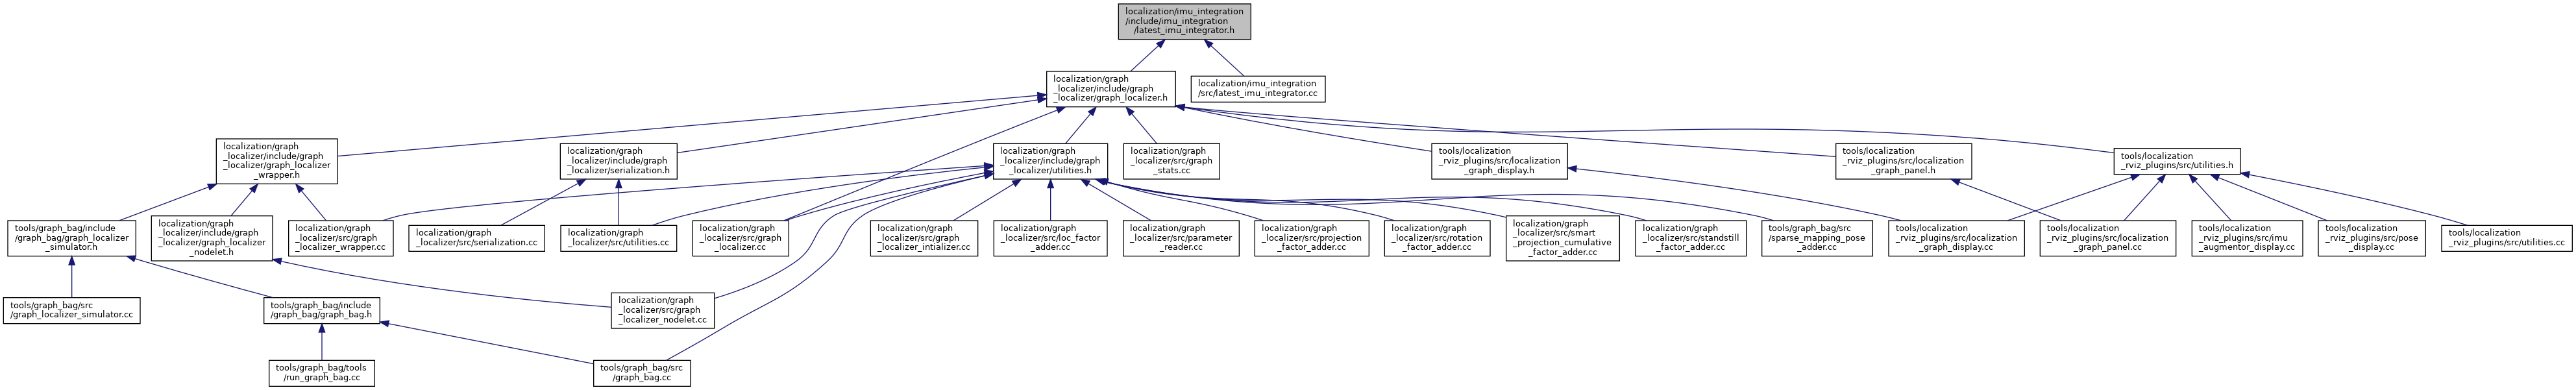 localization/imu_integration
/include/imu_integration
/latest_imu_integrator.h
localization/graph
_localizer/include/graph
_localizer/graph_localizer.h
localization/imu_integration
/src/latest_imu_integrator.cc
localization/graph
_localizer/include/graph
_localizer/graph_localizer
_wrapper.h
localization/graph
_localizer/include/graph
_localizer/serialization.h
localization/graph
_localizer/include/graph
_localizer/utilities.h
localization/graph
_localizer/src/graph
_stats.cc
tools/localization
_rviz_plugins/src/localization
_graph_display.h
tools/localization
_rviz_plugins/src/localization
_graph_panel.h
tools/localization
_rviz_plugins/src/utilities.h
tools/graph_bag/include
/graph_bag/graph_localizer
_simulator.h
localization/graph
_localizer/include/graph
_localizer/graph_localizer
_nodelet.h
localization/graph
_localizer/src/graph
_localizer_wrapper.cc
localization/graph
_localizer/src/serialization.cc
localization/graph
_localizer/src/utilities.cc
localization/graph
_localizer/src/graph
_localizer.cc
localization/graph
_localizer/src/graph
_localizer_intializer.cc
localization/graph
_localizer/src/loc_factor
_adder.cc
localization/graph
_localizer/src/parameter
_reader.cc
localization/graph
_localizer/src/projection
_factor_adder.cc
localization/graph
_localizer/src/rotation
_factor_adder.cc
localization/graph
_localizer/src/smart
_projection_cumulative
_factor_adder.cc
localization/graph
_localizer/src/standstill
_factor_adder.cc
tools/graph_bag/src
/sparse_mapping_pose
_adder.cc
tools/localization
_rviz_plugins/src/localization
_graph_display.cc
tools/localization
_rviz_plugins/src/localization
_graph_panel.cc
tools/localization
_rviz_plugins/src/imu
_augmentor_display.cc
tools/localization
_rviz_plugins/src/pose
_display.cc
tools/localization
_rviz_plugins/src/utilities.cc
tools/graph_bag/src
/graph_localizer_simulator.cc
tools/graph_bag/include
/graph_bag/graph_bag.h
localization/graph
_localizer/src/graph
_localizer_nodelet.cc
tools/graph_bag/tools
/run_graph_bag.cc
tools/graph_bag/src
/graph_bag.cc